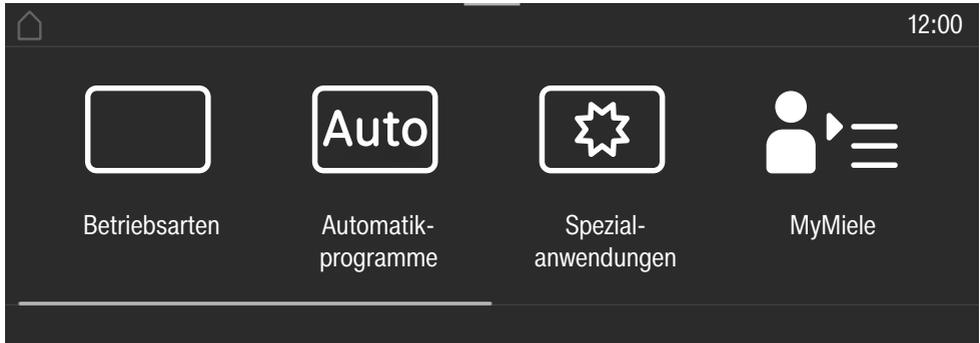 12:00
Auto
Betriebsarten
Automatik-
programme
Spezial-
anwendungen
MyMiele